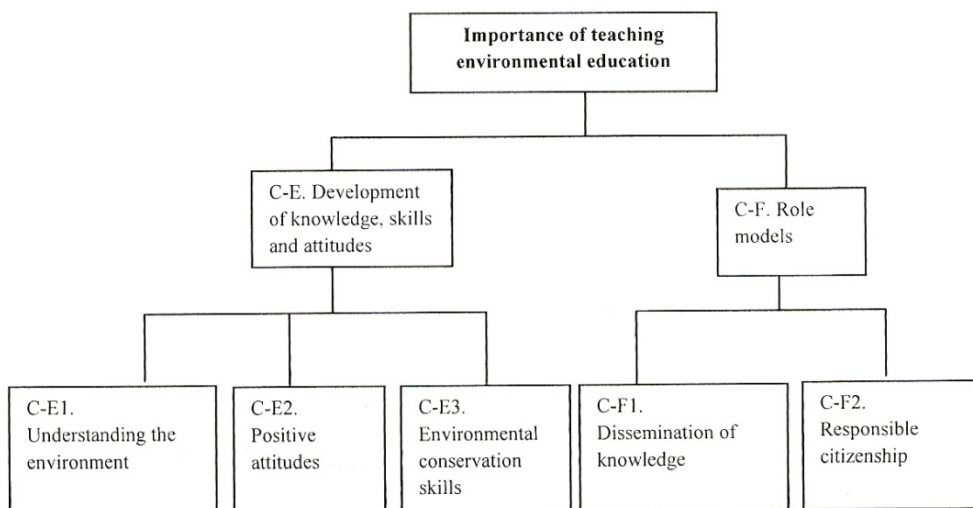 Importance of teaching
environmental education
C-E. Development
of knowledge, skills
and attitudes
C-F. Role
models
C-E1.
Understanding the
environment
C-E2.
Positive
attitudes
C-E3.
Environmental
conservation
skills
C-F1.
Dissemination of
knowledge
C-F2.
Responsible
citizenship